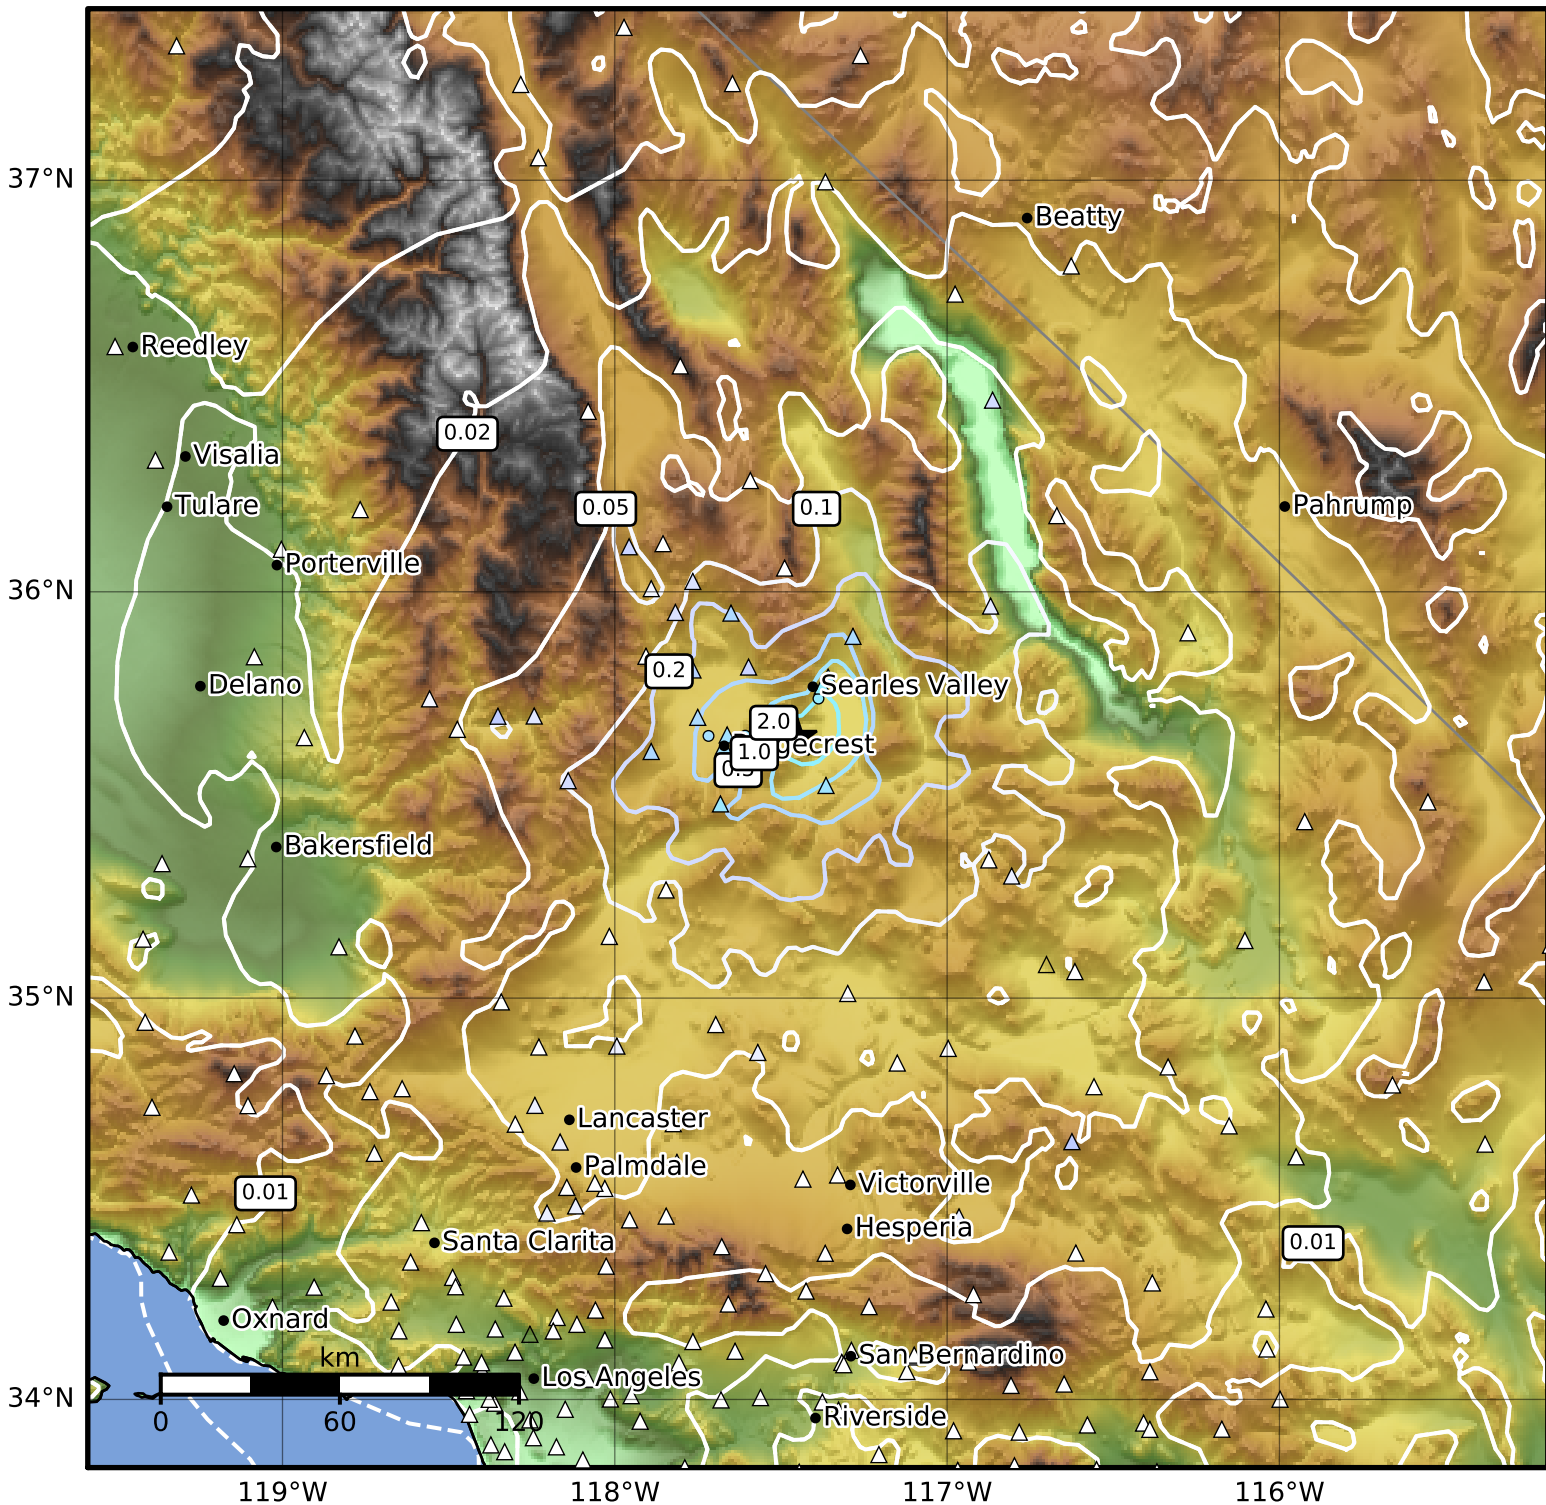 37°N
Beatty
Reedley
0.02
Visalia
Tulare
0.05
0.1
Pahrump
36°N
Porterville
0.2
Delano
Searles Valley
2.0
gecrest
1.0
Bakersfield
35°N
Lancaster
Palmdale
Victorville
0.01
Hesperia
Santa Clarita
0.01
Oxnard
San Bernardino
km
Los Angeles
34°N
0 60 120
Riverside
119°W 118°W 117°W 116°W